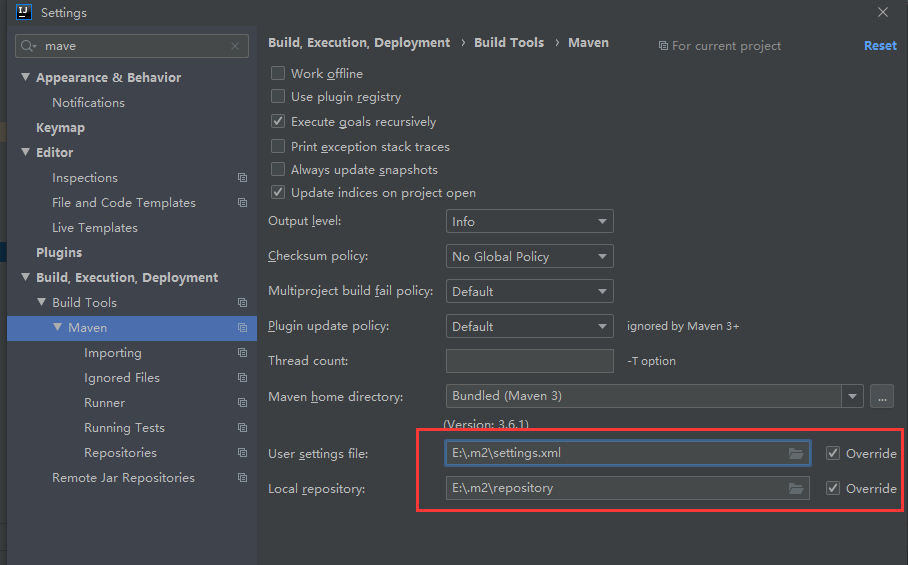 IJ Settings
mave
Build, Execution, Deployment › Build Tools › Maven For current project Reset
Appearance & Behavior
Notifications
Keymap
Editor
Inspections
File and Code Templates
Live Templates
Plugins
Build, Execution, Deployment
Build Tools
Maven
Importing
Ignored Files
Runner
Running Tests
Repositories
Remote Jar Repositories
Work offline
Use plugin registry
Execute goals recursively
Print exception stack traces
Always update snapshots
Update indices on project open
Output level: Info
Checksum policy: No Global Policy
Multiproject build fail policy: Default
Plugin update policy: Default ignored by Maven 3+
Thread count: -T option
Maven home directory: Bundled (Maven 3) ...
(Version: 3.6.1)
User settings file: E:\.m2\settings.xml Override
Local repository: E:\.m2\repository Override